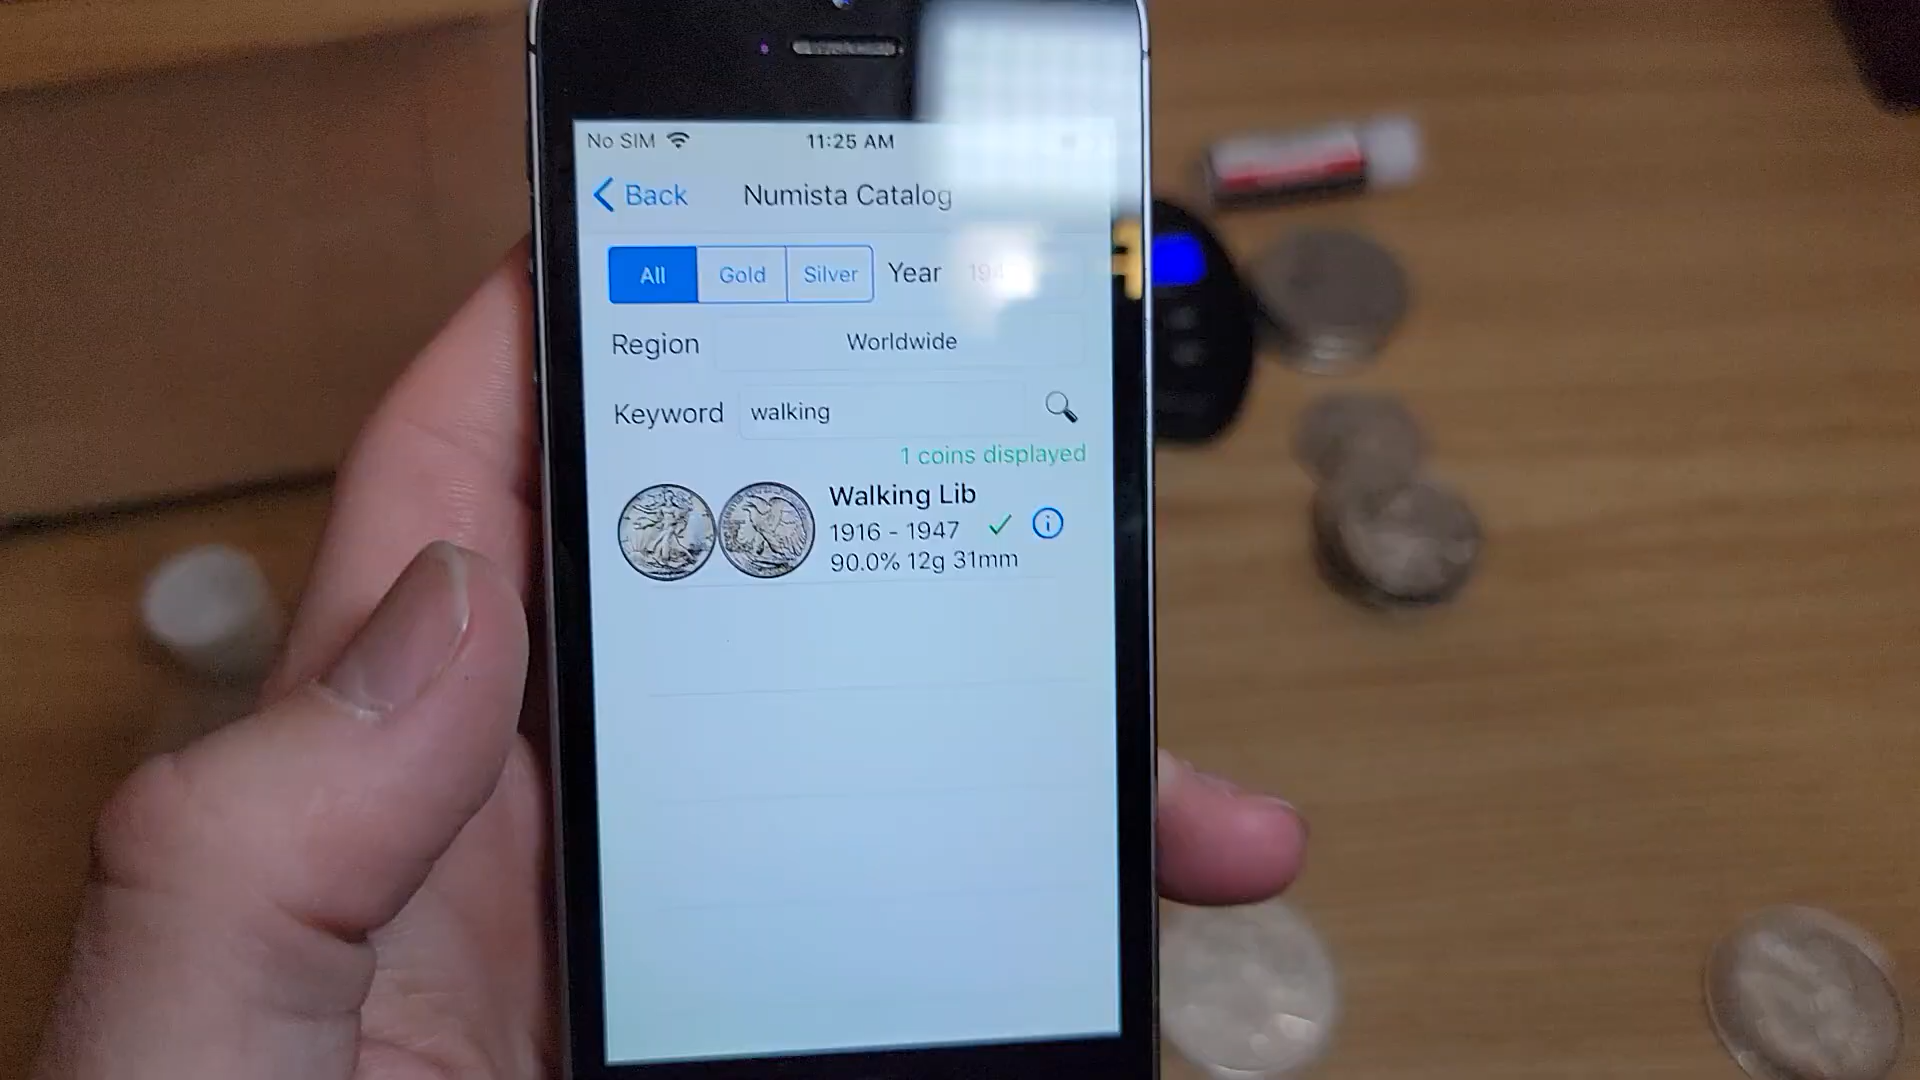 No SIM 11:25 AM
Back Numista Catalog
All Gold Silver Year
Region Worldwide
Keyword walking
1 coins displayed
Walking Lib
1916 - 1947
90.0% 12g 31mm